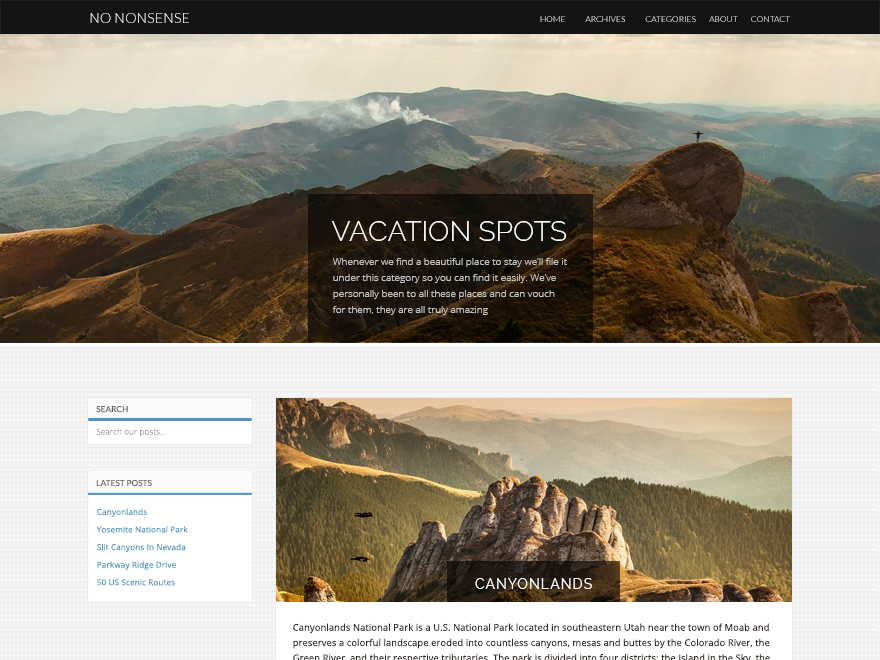 NO NONSENSE
HOME ARCHIVES CATEGORIES ABOUT CONTACT
VACATION SPOTS
Whenever we find a beautiful place to stay we'll file it
under this category so you can find it easily. We've
personally been to all these places and can vouch
for them, they are all truly amazing
SEARCH
Search our posts...
LATEST POSTS
Canyonlands
Yosemite National Park
Slit Canyons In Nevada
Parkway Ridge Drive
50 US Scenic Routes
CANYONLANDS
Canyonlands National Park is a U.S. National Park located in southeastern Utah near the town of Moab and
preserves a colorful landscape eroded into countless canyons, mesas and buttes by the Colorado River, the
Green River, and their respective tributaries. The park is divided into four districts: the Island in the Sky, the